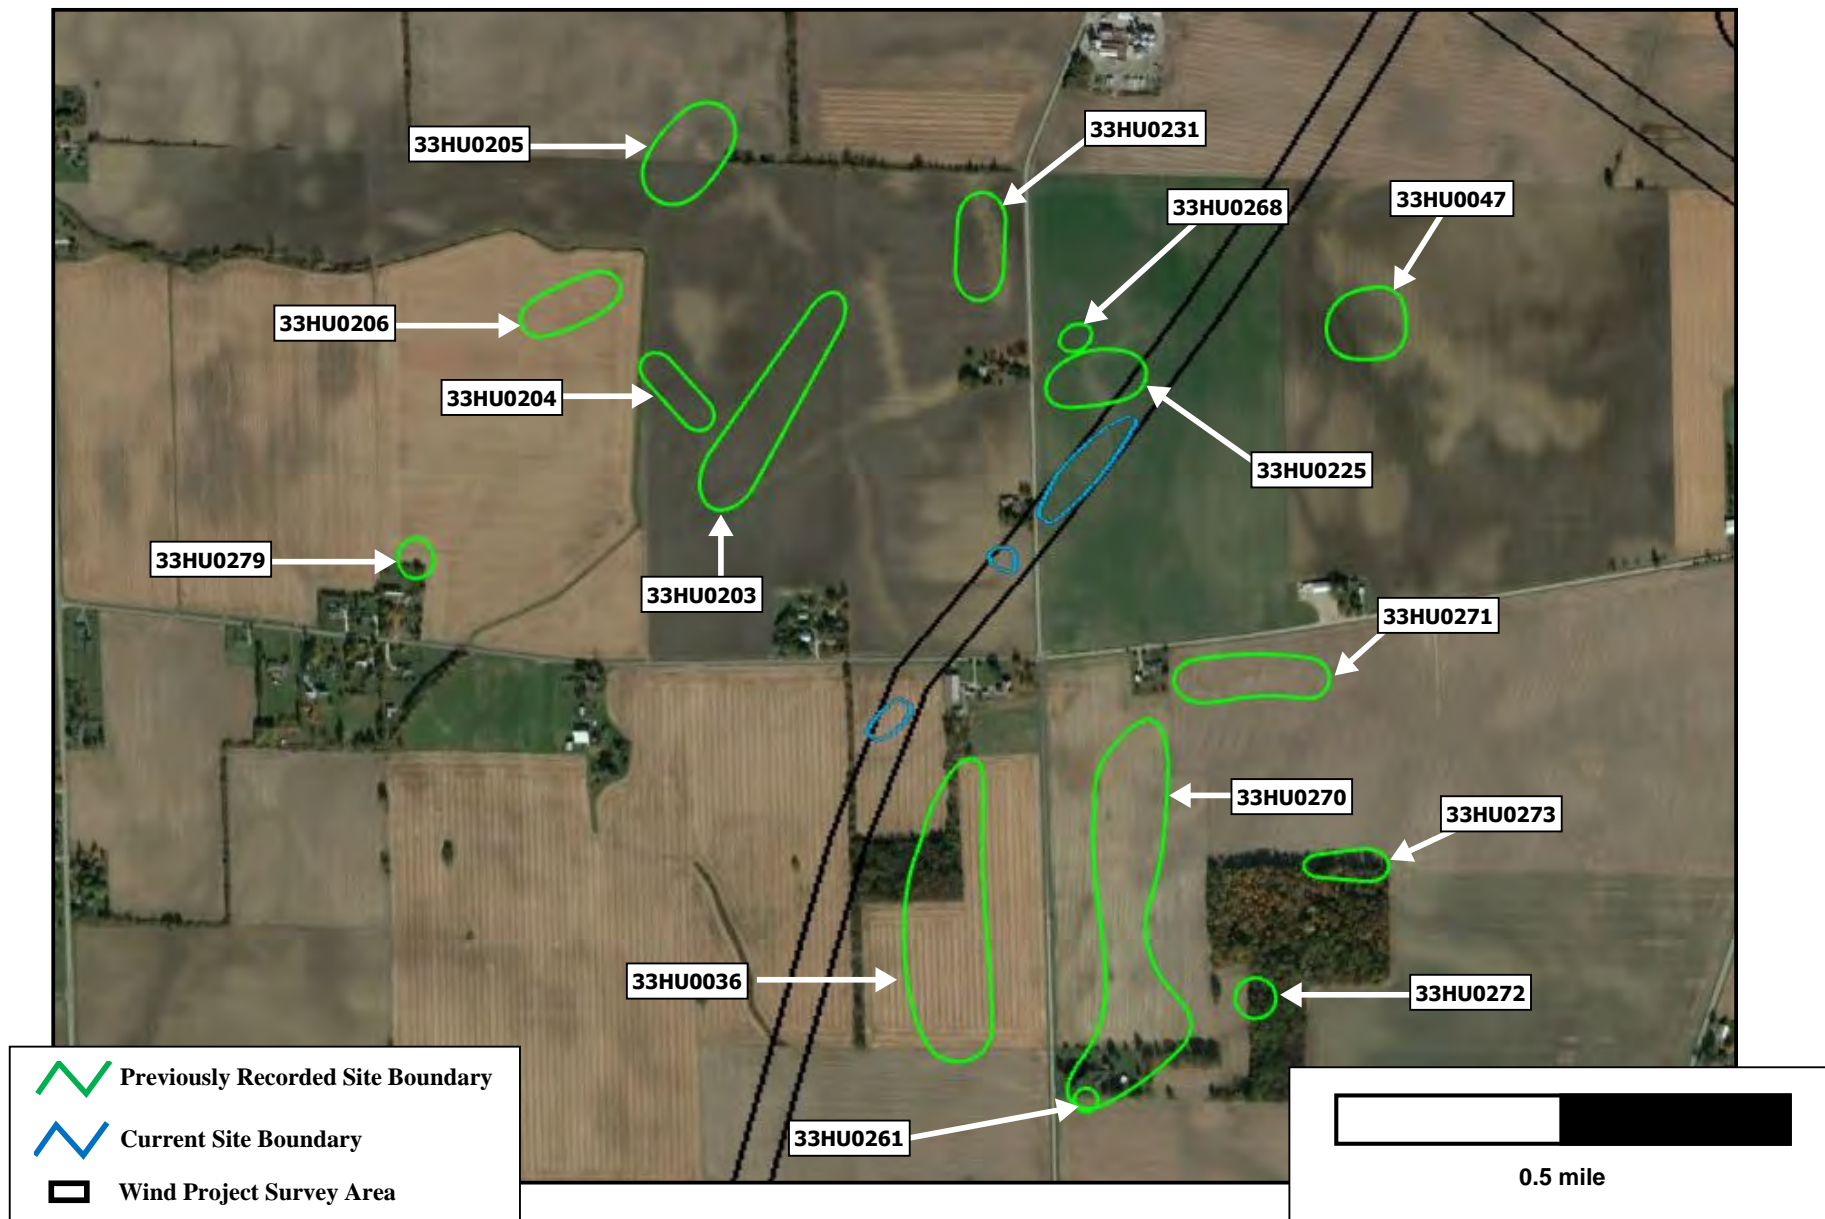 33HU0231
33HU0205
33HU0047
33HU0268
33HU0206
33HU0204
33HU0225
33HU0279
33HU0203
33HU0271
33HU0270
33HU0273
33HU0036
33HU0272
33HU0261
Previously Recorded Site Boundary
Current Site Boundary
Wind Project Survey Area
0.5 mile